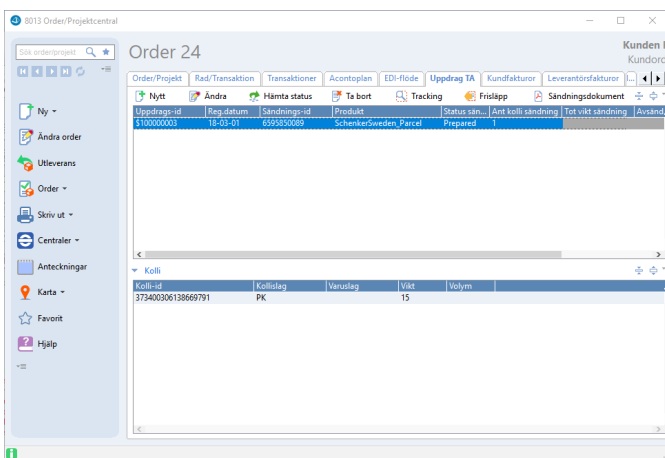 8013 Order/Projektcentral
Sök order/projekt
Order 24
Kunden
Kundord
Order/Projekt Rad/Transaktion Transaktioner Acontoplan EDI-flöde Uppdrag TA Kundfakturor Leverantörsfakturor
Nytt Ändra Hämta status Ta bort Tracking Frisläpp Sändningsdokument
Uppdrags-id Reg.datum Sändnings-id Produkt Status sän... Ant kolli sändning Tot vikt sändning Avsänd.
S100000003 18-03-01 6595850089 SchenkerSweden_Parcel Prepared 1
Ny
Ändra order
Utleverans
Order
Skriv ut
Centraler
Anteckningar
Karta
Favorit
Hjälp
Kolli
Kolli-id Kollislag Varuslag Vikt Volym
373400306138669791 PK 15